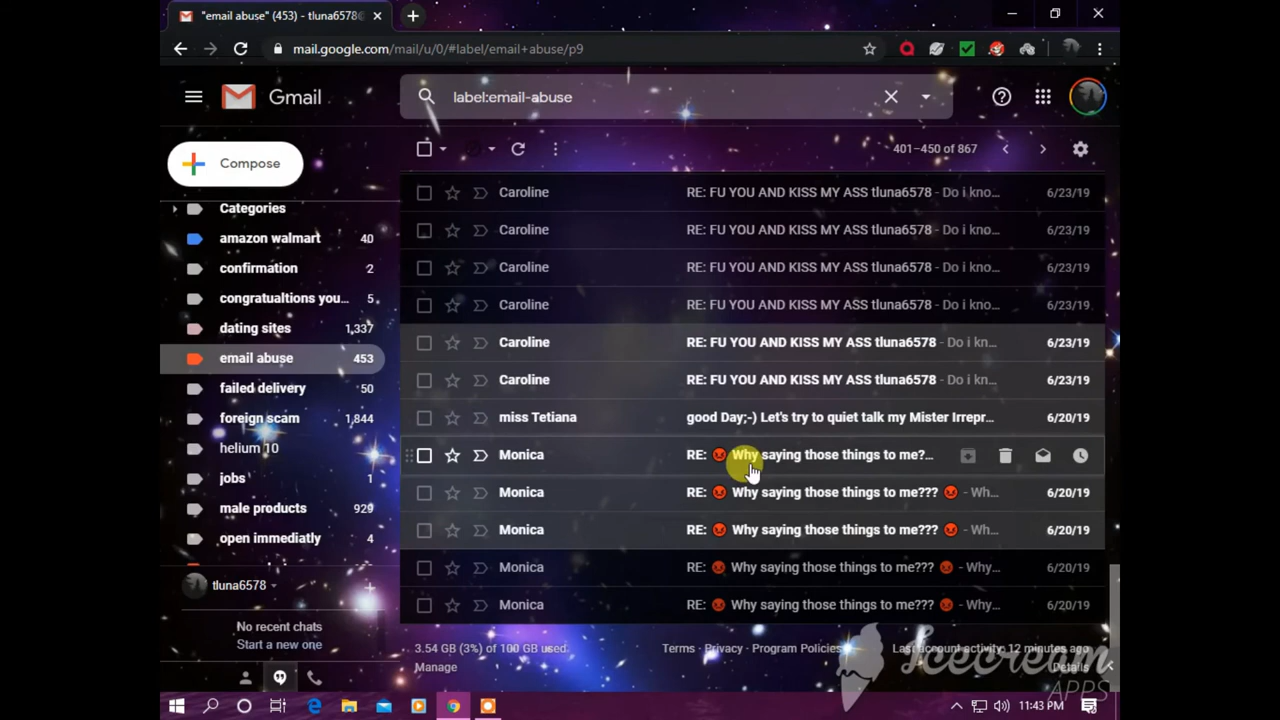 "email abuse" (453) - tluna6578@
mail.google.com/mail/u/0/#label/email+abuse/p9
Gmail
label:email-abuse
Compose
401–450 of 867
Categories
amazon walmart 40
confirmation 2
congratualtions you... 5
dating sites 1,337
email abuse 453
failed delivery 50
foreign scam 1,844
helium 10
jobs 4
male products 929
open immediatly 4
tluna6578
No recent chats
Start a new one
Caroline RE: FU YOU AND KISS MY ASS tluna6578 - Do i kno... 6/23/19
Caroline RE: FU YOU AND KISS MY ASS tluna6578 - Do i kno... 6/23/19
Caroline RE: FU YOU AND KISS MY ASS tluna6578 - Do i kno... 6/23/19
Caroline RE: FU YOU AND KISS MY ASS tluna6578 - Do i kno... 6/23/19
Caroline RE: FU YOU AND KISS MY ASS tluna6578 - Do i kn... 6/23/19
Caroline RE: FU YOU AND KISS MY ASS tluna6578 - Do i kn... 6/23/19
miss Tetiana good Day;-) Let's try to quiet talk my Mister Irrepr... 6/20/19
Monica RE: 😡 Why saying those things to me?...
Monica RE: 😡 Why saying those things to me??? 😡 - Wh... 6/20/19
Monica RE: 😡 Why saying those things to me??? 😡 - Wh... 6/20/19
Monica RE: 😡 Why saying those things to me??? 😡 - Why... 6/20/19
Monica RE: 😡 Why saying those things to me??? 😡 - Why... 6/20/19
3.54 GB (3%) of 100 GB used
Manage
Terms · Privacy · Program Policies
Last account activity: 12 minutes ago
Details
Icecream
APPS
11:43 PM